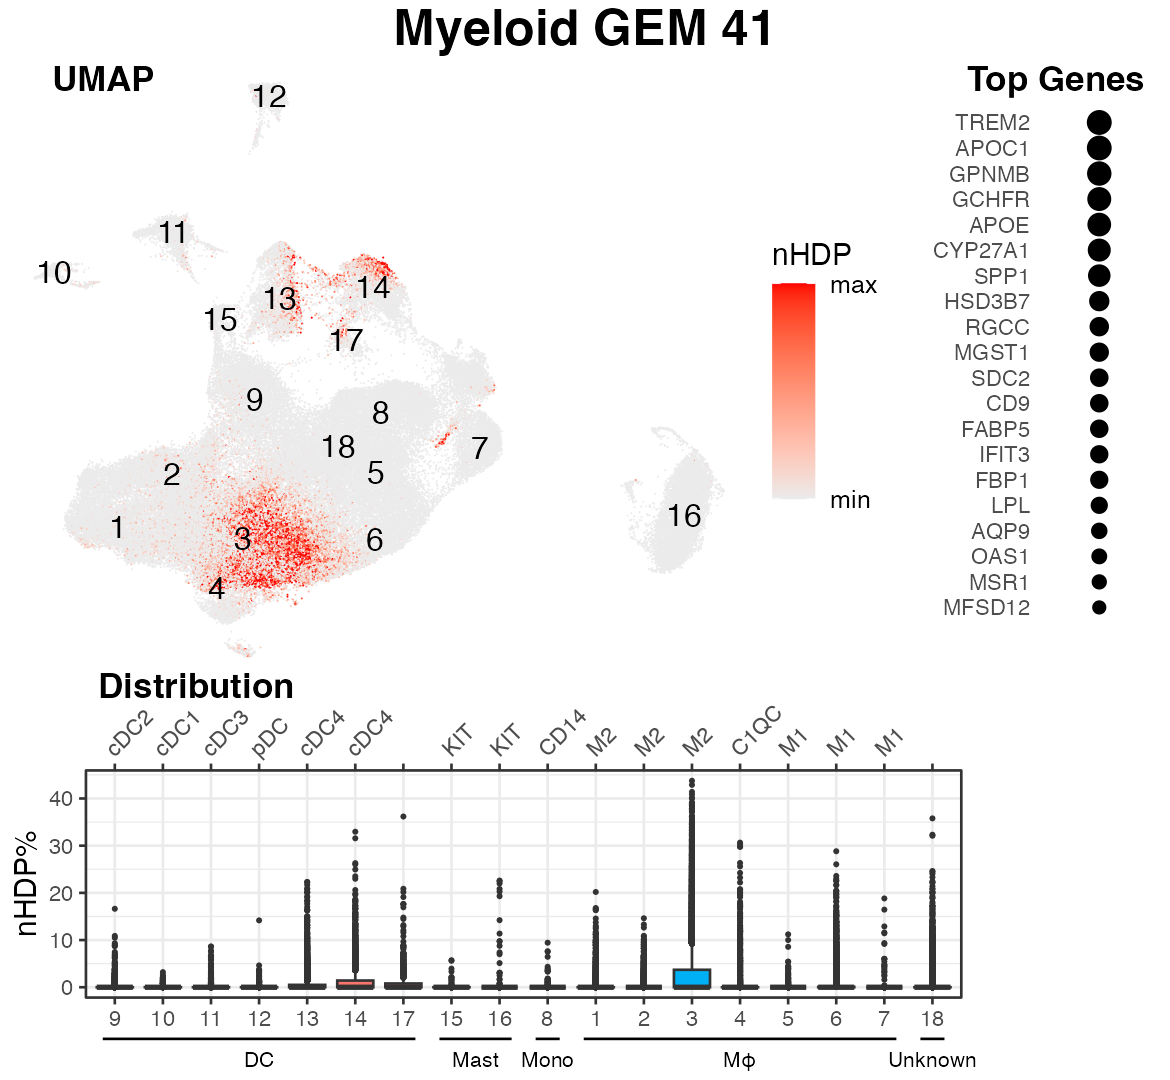 Myeloid GEM 41
UMAP
12
11
10
13
14
15
17
9
8
18
7
2
5
1
3
6
4
16
nHDP
max
min
Top Genes
TREM2
APOC1
GPNMB
GCHFR
APOE
CYP27A1
SPP1
HSD3B7
RGCC
MGST1
SDC2
CD9
FABP5
IFIT3
FBP1
LPL
AQP9
OAS1
MSR1
MFSD12
Distribution
cDC2 cDC1 cDC3 pDC cDC4 cDC4 KIT KIT CD14 M2 M2 M2 C1QC M1 M1 M1
nHDP%
40
30
20
10
0
9 10 11 12 13 14 17 15 16 8 1 2 3 4 5 6 7 18
DC Mast Mono Mϕ Unknown